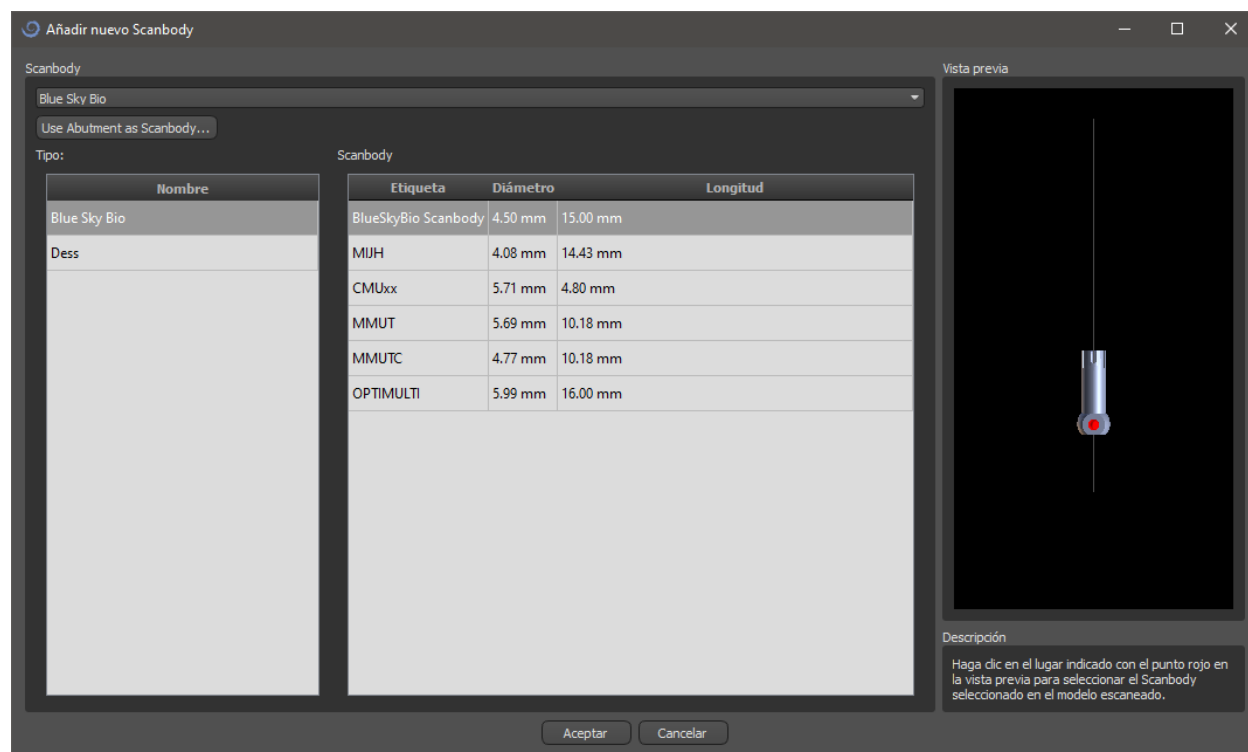 Añadir nuevo Scanbody
Scanbody
Blue Sky Bio
Use Abutment as Scanbody...
Tipo:
Nombre
Blue Sky Bio
Dess
Scanbody
Etiqueta Diámetro Longitud
BlueSkyBio Scanbody 4.50 mm 15.00 mm
MIJH 4.08 mm 14.43 mm
CMUxx 5.71 mm 4.80 mm
MMUT 5.69 mm 10.18 mm
MMUTC 4.77 mm 10.18 mm
OPTIMULTI 5.99 mm 16.00 mm
Vista previa
Descripción
Haga clic en el lugar indicado con el punto rojo en
la vista previa para seleccionar el Scanbody
seleccionado en el modelo escaneado.
Aceptar Cancelar